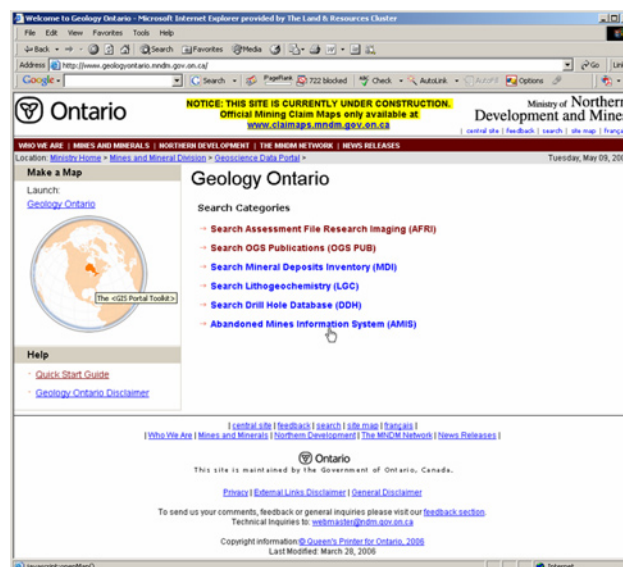 Welcome to Geology Ontario - Microsoft Internet Explorer provided by The Land & Resources Cluster
File Edit View Favorites Tools Help
Back Search Favorites Media
Address http://www.geologyontario.mndm.gov.on.ca/ Go
Google Search PageRank 722 blocked Check AutoLink AutoFill Options
Ontario
NOTICE: THIS SITE IS CURRENTLY UNDER CONSTRUCTION.
Official Mining Claim Maps only available at
www.claimaps.mndm.gov.on.ca
Ministry of Northern
Development and Mines
| central site | feedback | search | site map |
WHO WE ARE | MINES AND MINERALS | NORTHERN DEVELOPMENT | THE MNDM NETWORK | NEWS RELEASES
Location: Ministry Home > Mines and Mineral Division > Geoscience Data Portal >
Tuesday, May 09,
Make a Map
Launch:
Geology Ontario
The <GIS Portal Toolkit>
Help
Quick Start Guide
Geology Ontario Disclaimer
Geology Ontario
Search Categories
Search Assessment File Research Imaging (AFRI)
Search OGS Publications (OGS PUB)
Search Mineral Deposits Inventory (MDI)
Search Lithogeochemistry (LGC)
Search Drill Hole Database (DDH)
Abandoned Mines Information System (AMIS)
| central site | feedback | search | site map | français |
| Who We Are | Mines and Minerals | Northern Development | The MNDM Network | News Releases |
Ontario
This site is maintained by the Government of Ontario, Canada.
Privacy | External Links Disclaimer | General Disclaimer
To send us your comments, feedback or general inquiries please visit our feedback section.
Technical Inquiries to: webmaster@ndm.gov.on.ca
Copyright information: © Queen's Printer for Ontario, 2006
Last Modified: March 28, 2006
Internet